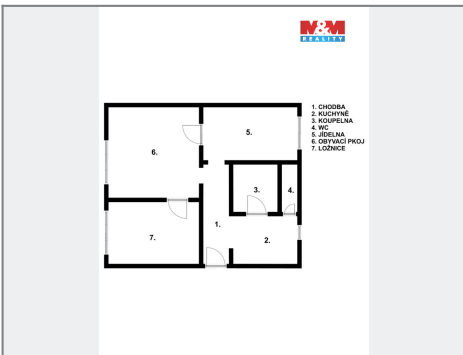 M&M
REALITY
1. CHODBA
2. KUCHYNĚ
3. KOUPELNA
4. WC
5. JÍDELNA
6. OBYVACÍ PKOJ
7. LOŽNICE
5.
6.
3.
4.
1.
2.
7.